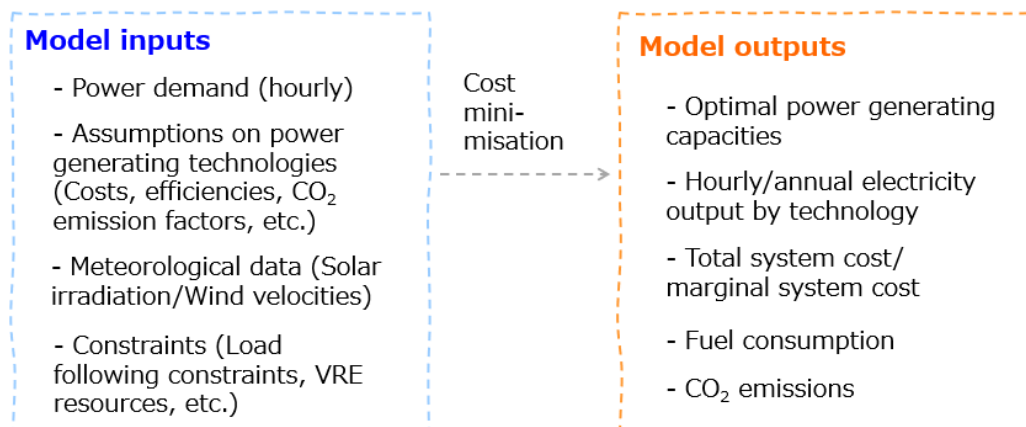 Model inputs
- Power demand (hourly)
- Assumptions on power
generating technologies
(Costs, efficiencies, CO₂
emission factors, etc.)
- Meteorological data (Solar
irradiation/Wind velocities)
- Constraints (Load
following constraints, VRE
resources, etc.)
Cost
mini-
misation
Model outputs
- Optimal power generating
capacities
- Hourly/annual electricity
output by technology
- Total system cost/
marginal system cost
- Fuel consumption
- CO₂ emissions